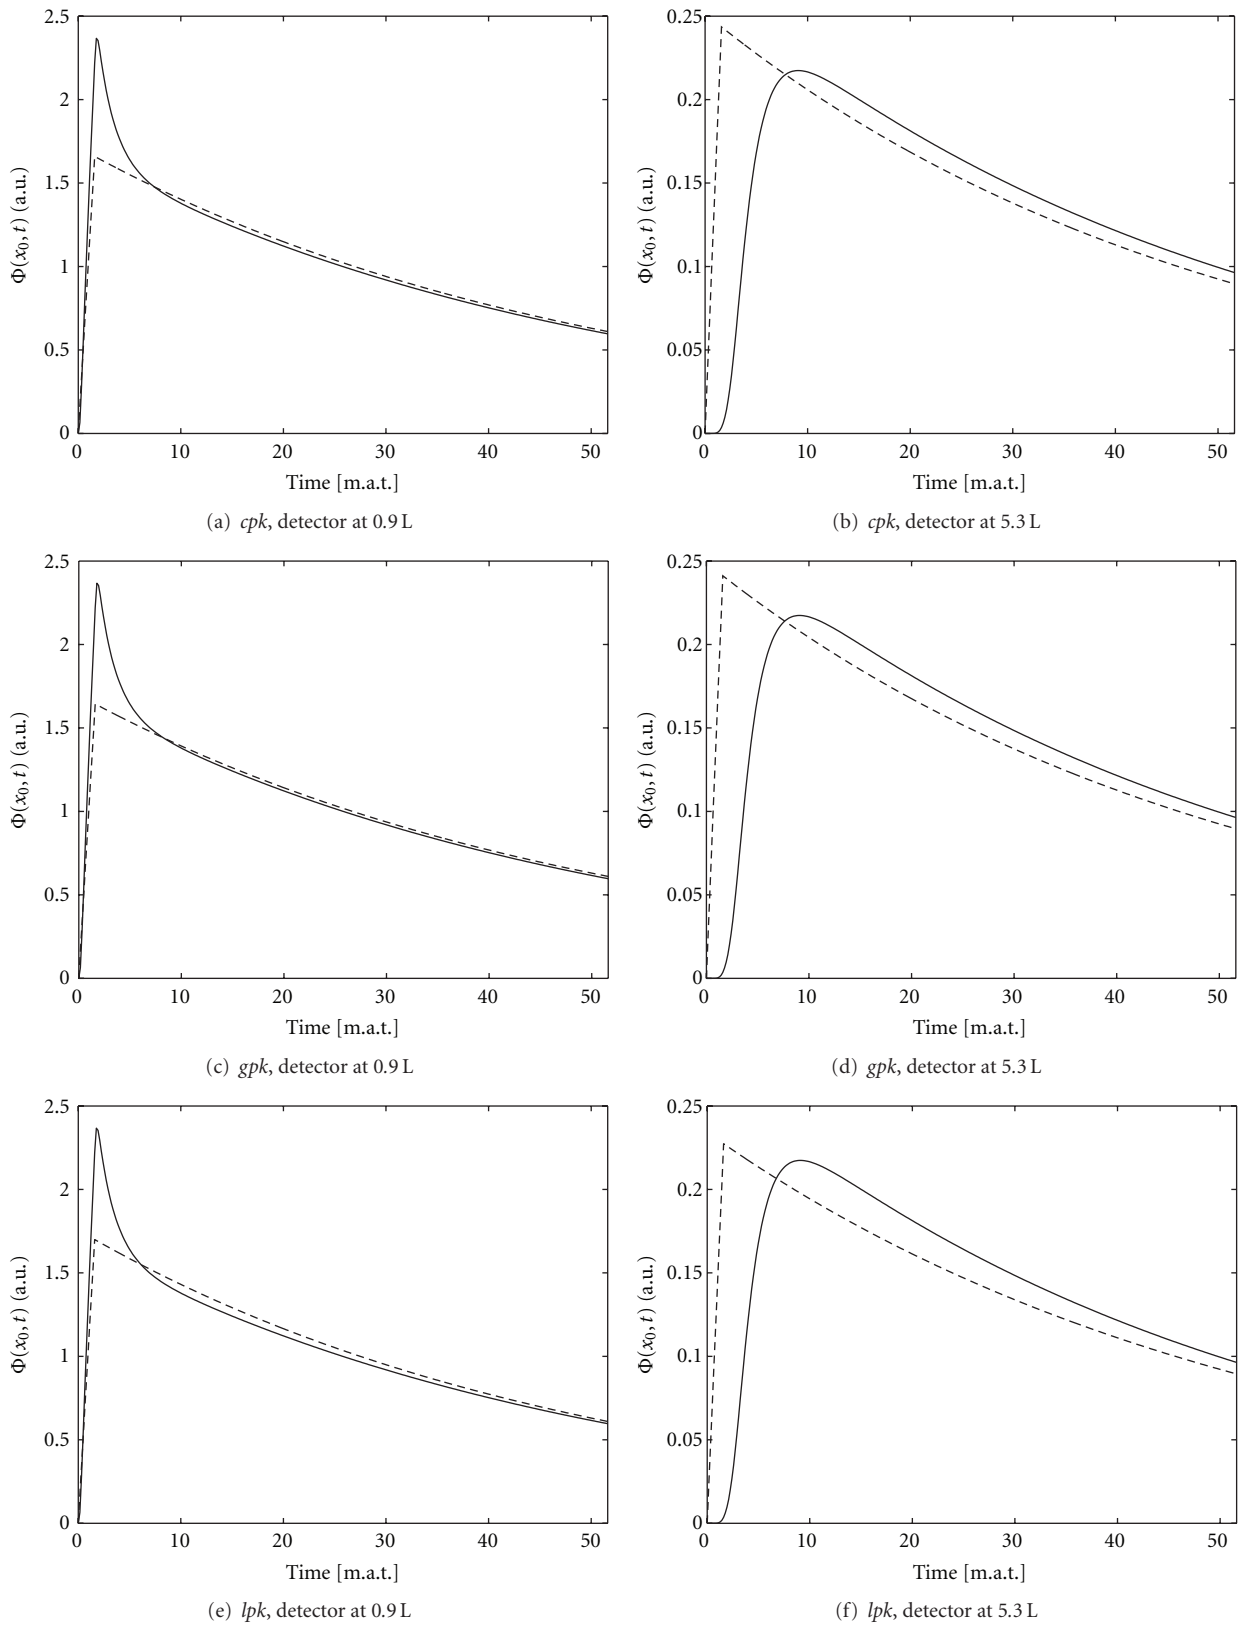 2.5
2
1.5
1
0.5
0
Φ(x₀, t) (a.u.)
0 10 20 30 40 50
Time [m.a.t.]
(a) cpk, detector at 0.9 L
0.25
0.2
0.15
0.1
0.05
0
Φ(x₀, t) (a.u.)
0 10 20 30 40 50
Time [m.a.t.]
(b) cpk, detector at 5.3 L
2.5
2
1.5
1
0.5
0
Φ(x₀, t) (a.u.)
0 10 20 30 40 50
Time [m.a.t.]
(c) gpk, detector at 0.9 L
0.25
0.2
0.15
0.1
0.05
0
Φ(x₀, t) (a.u.)
0 10 20 30 40 50
Time [m.a.t.]
(d) gpk, detector at 5.3 L
2.5
2
1.5
1
0.5
0
Φ(x₀, t) (a.u.)
0 10 20 30 40 50
Time [m.a.t.]
(e) lpk, detector at 0.9 L
0.25
0.2
0.15
0.1
0.05
0
Φ(x₀, t) (a.u.)
0 10 20 30 40 50
Time [m.a.t.]
(f) lpk, detector at 5.3 L